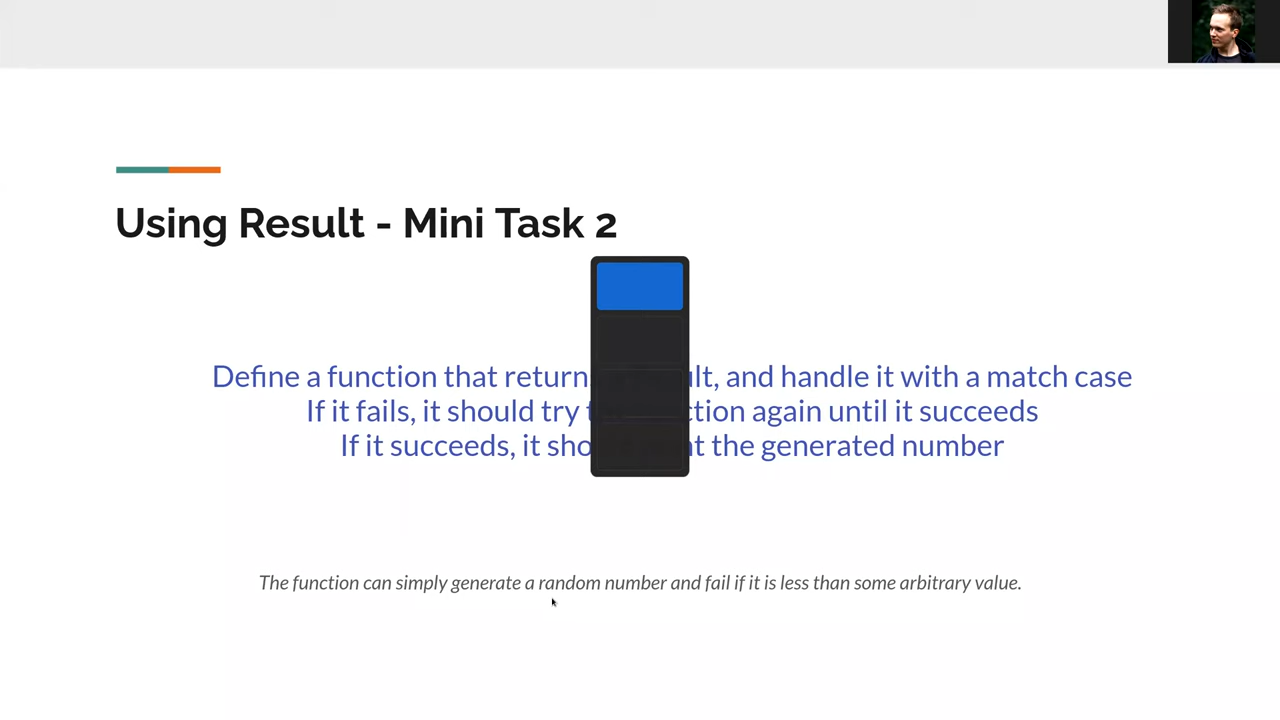 Using Result - Mini Task 2
Define a function that return lt, and handle it with a match case
If it fails, it should try ction again until it succeeds
If it succeeds, it sho the generated number
The function can simply generate a random number and fail if it is less than some arbitrary value.